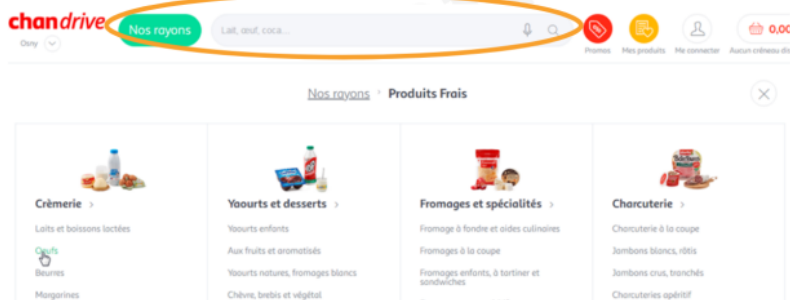 chandrive
Osny
Nos rayons
Lait, œuf, coca...
Promos
Mes produits
Me connecter
0,00
Aucun créneau dis
Nos rayons › Produits Frais
Crèmerie >
Laits et boissons lactées
Oeufs
Beurres
Margarines
Yaourts et desserts >
Yaourts enfants
Aux fruits et aromatisés
Yaourts natures, fromages blancs
Chèvre, brebis et végétal
Fromages et spécialités >
Fromage à fondre et aides culinaires
Fromages à la coupe
Fromages enfants, à tartiner et
sandwiches
Charcuterie >
Charcuterie à la coupe
Jambons blancs, rôtis
Jambons crus, tranchés
Charcuteries apéritif